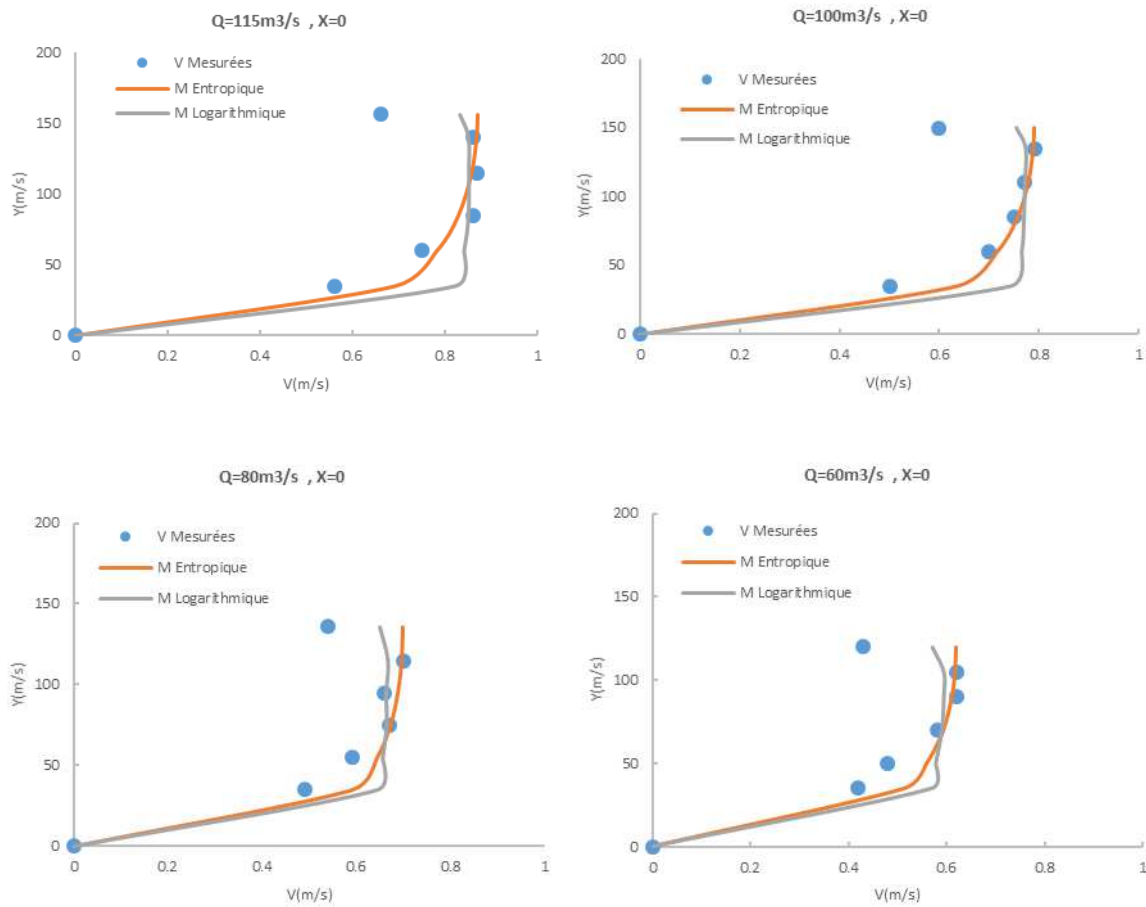 Q=115m3/s , X=0
200
150
100
50
0
Y(m/s)
V Mesurées
M Entropique
M Logarithmique
0 0.2 0.4 0.6 0.8 1
V(m/s)
Q=100m3/s , X=0
200
150
100
50
0
Y(m/s)
V Mesurées
M Entropique
M Logarithmique
0 0.2 0.4 0.6 0.8 1
V(m/s)
Q=80m3/s , X=0
200
150
100
50
0
Y(m/s)
V Mesurées
M Entropique
M Logarithmique
0 0.2 0.4 0.6 0.8 1
V(m/s)
Q=60m3/s , X=0
200
150
100
50
0
Y(m/s)
V Mesurées
M Entropique
M Logarithmique
0 0.2 0.4 0.6 0.8 1
V(m/s)